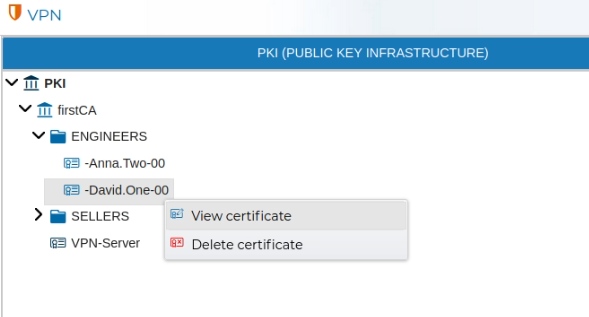 VPN
PKI (PUBLIC KEY INFRASTRUCTURE)
PKI
firstCA
ENGINEERS
-Anna.Two-00
-David.One-00
SELLERS
View certificate
VPN-Server
Delete certificate